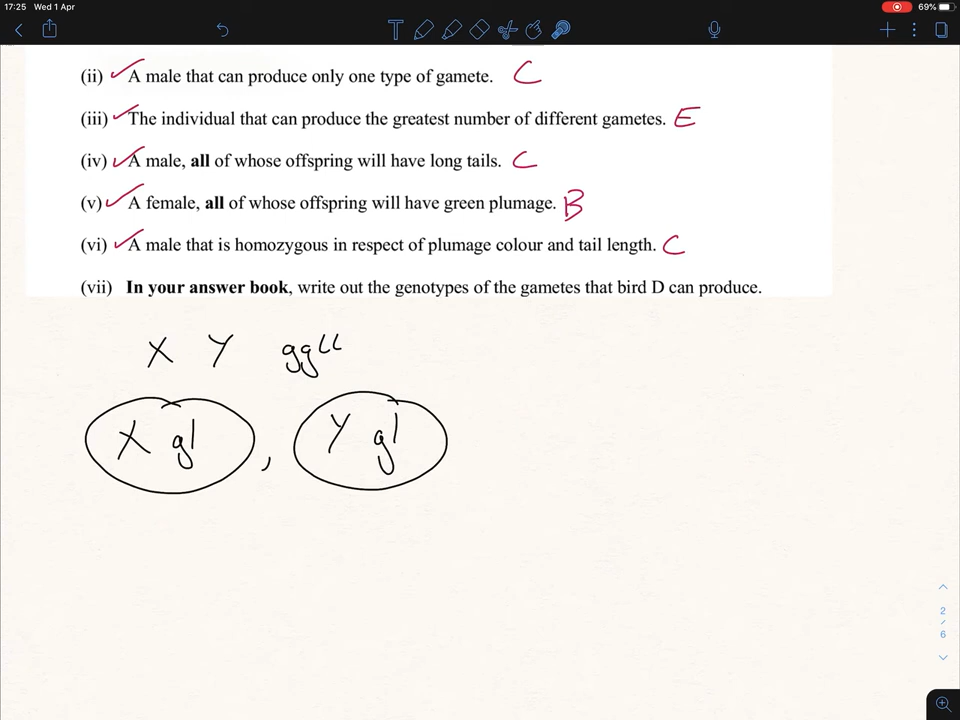 17:25 Wed 1 Apr 69%
T
(ii) A male that can produce only one type of gamete. C
(iii) The individual that can produce the greatest number of different gametes. E
(iv) A male, all of whose offspring will have long tails. C
(v) A female, all of whose offspring will have green plumage. B
(vi) A male that is homozygous in respect of plumage colour and tail length. C
(vii) In your answer book, write out the genotypes of the gametes that bird D can produce.
X Y ggll
X gl , Y gl
2
/
6